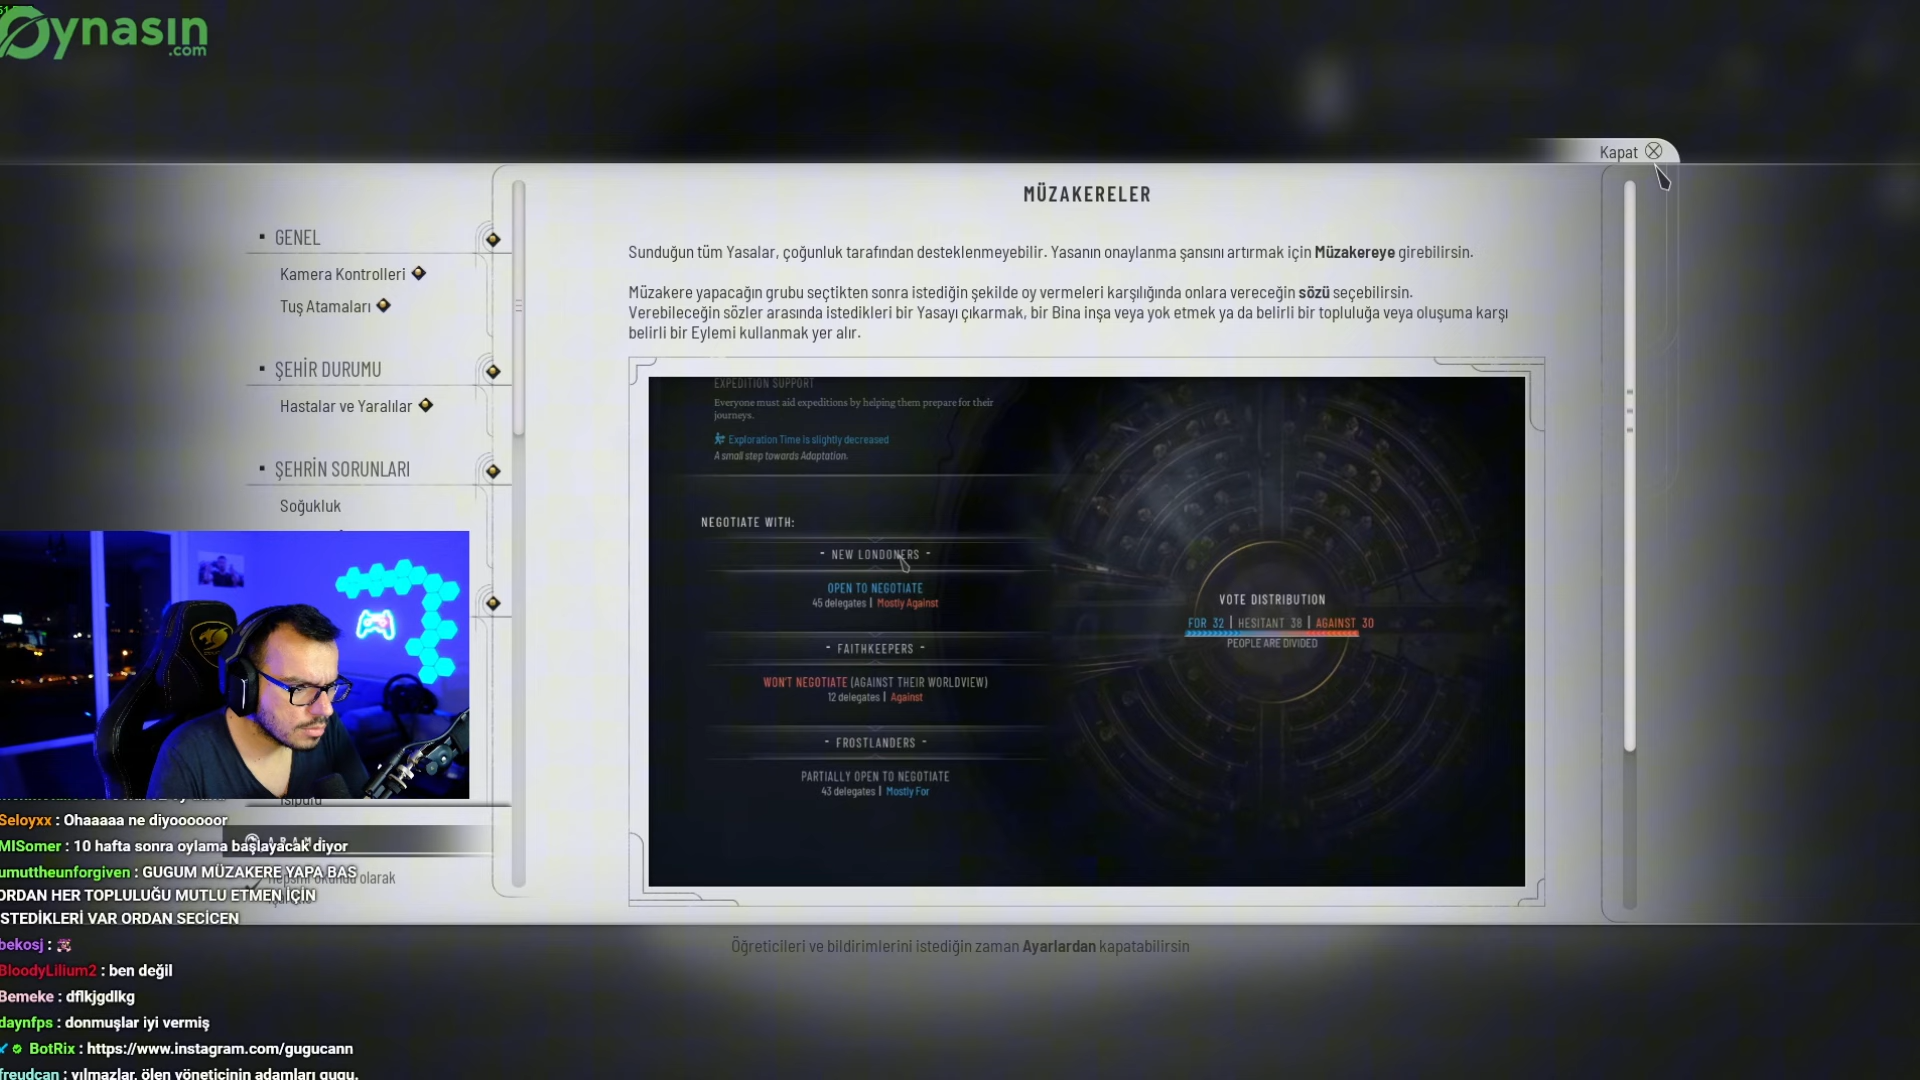 Oynasın
.com
Kapat
MÜZAKERELER
GENEL
Kamera Kontrolleri
Tuş Atamaları
ŞEHİR DURUMU
Hastalar ve Yaralılar
ŞEHRİN SORUNLARI
Soğukluk
Sunduğun tüm Yasalar, çoğunluk tarafından desteklenmeyebilir. Yasanın onaylanma şansını artırmak için Müzakereye girebilirsin.
Müzakere yapacağın grubu seçtikten sonra istediğin şekilde oy vermeleri karşılığında onlara vereceğin sözü seçebilirsin.
Verebileceğin sözler arasında istedikleri bir Yasayı çıkarmak, bir Bina inşa veya yok etmek ya da belirli bir topluluğa veya oluşuma karşı
belirli bir Eylemi kullanmak yer alır.
EXPEDITION SUPPORT
Everyone must aid expeditions by helping them prepare for their
journeys.
Exploration Time is slightly decreased
A small step towards Adaptation.
NEGOTIATE WITH:
- NEW LONDONERS -
OPEN TO NEGOTIATE
45 delegates | Mostly Against
- FAITHKEEPERS -
WON'T NEGOTIATE (AGAINST THEIR WORLDVIEW)
12 delegates | Against
- FROSTLANDERS -
PARTIALLY OPEN TO NEGOTIATE
43 delegates | Mostly For
VOTE DISTRIBUTION
FOR 32 | HESITANT 38 | AGAINST 30
PEOPLE ARE DIVIDED
Öğreticileri ve bildirimlerini istediğin zaman Ayarlardan kapatabilirsin
Seloyxx : Ohaaaaa ne diyoooooor
MISomer : 10 hafta sonra oylama başlayacak diyor
umuttheunforgiven : GUGUM MÜZAKERE YAPA BAS
ORDAN HER TOPLULUĞU MUTLU ETMEN İÇİN
İSTEDİKLERİ VAR ORDAN SECİCEN
okundu olarak
bekosj :
BloodyLilium2 : ben değil
Bemeke : dflkjgdlkg
daynfps : donmuşlar iyi vermiş
BotRix : https://www.instagram.com/gugucann
freudcan : yılmazlar, ölen yöneticinin adamları gugu.